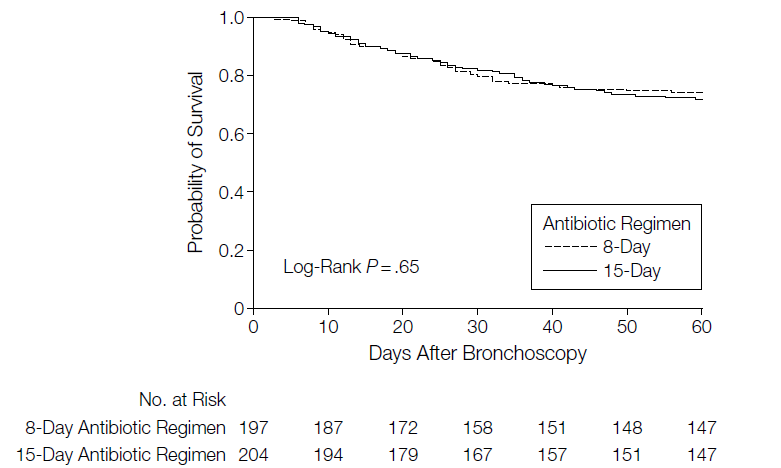 1.0
0.8
0.6
0.4
0.2
0
Probability of Survival
Log-Rank P=.65
Antibiotic Regimen
8-Day
15-Day
0 10 20 30 40 50 60
Days After Bronchoscopy
No. at Risk
8-Day Antibiotic Regimen 197 187 172 158 151 148 147
15-Day Antibiotic Regimen 204 194 179 167 157 151 147